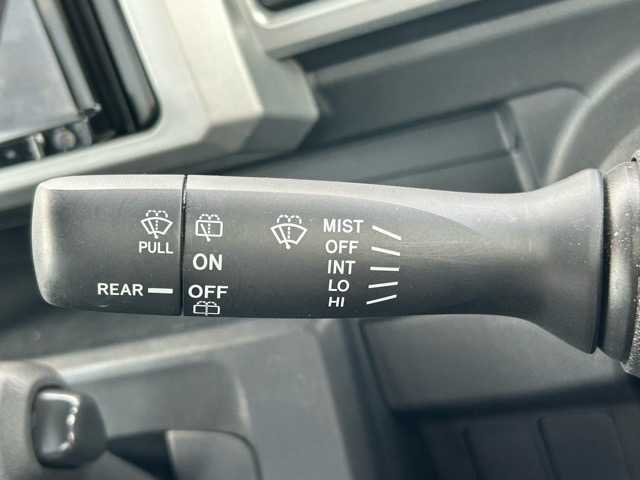 PULL
REAR
ON
OFF
MIST
OFF
INT
LO
HI